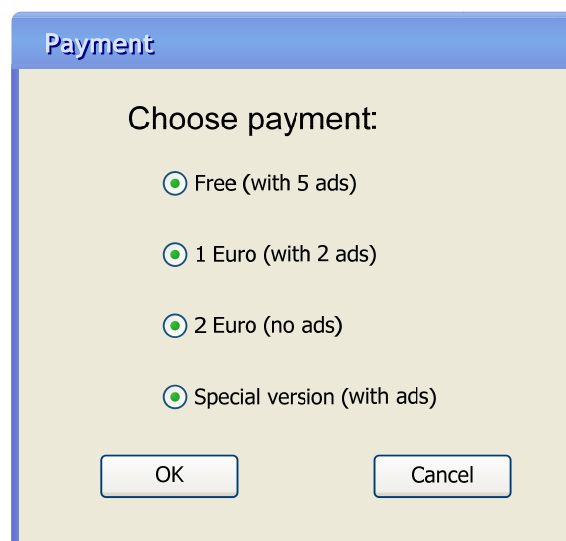 Payment
Choose payment:
Free (with 5 ads)
1 Euro (with 2 ads)
2 Euro (no ads)
Special version (with ads)
OK
Cancel